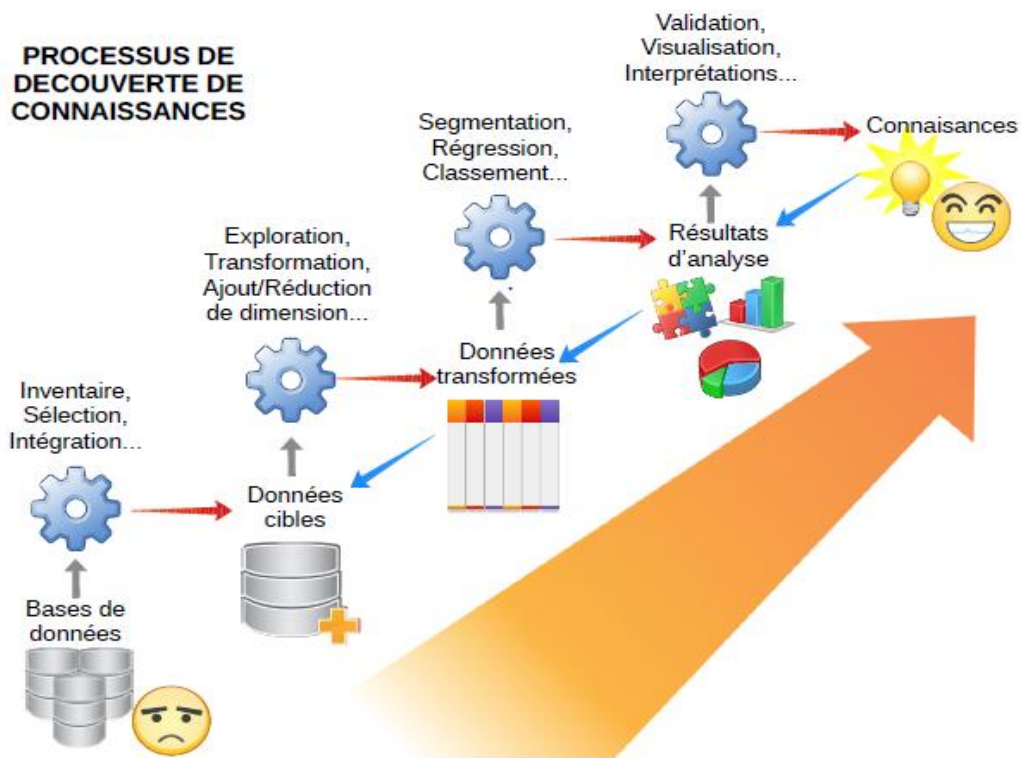 PROCESSUS DE
DECOUVERTE DE
CONNAISSANCES
Validation,
Visualisation,
Interprétations...
Connaisances
Segmentation,
Régression,
Classement...
Résultats
d'analyse
Exploration,
Transformation,
Ajout/Réduction
de dimension...
Données
transformées
Inventaire,
Sélection,
Intégration...
Données
cibles
Bases de
données